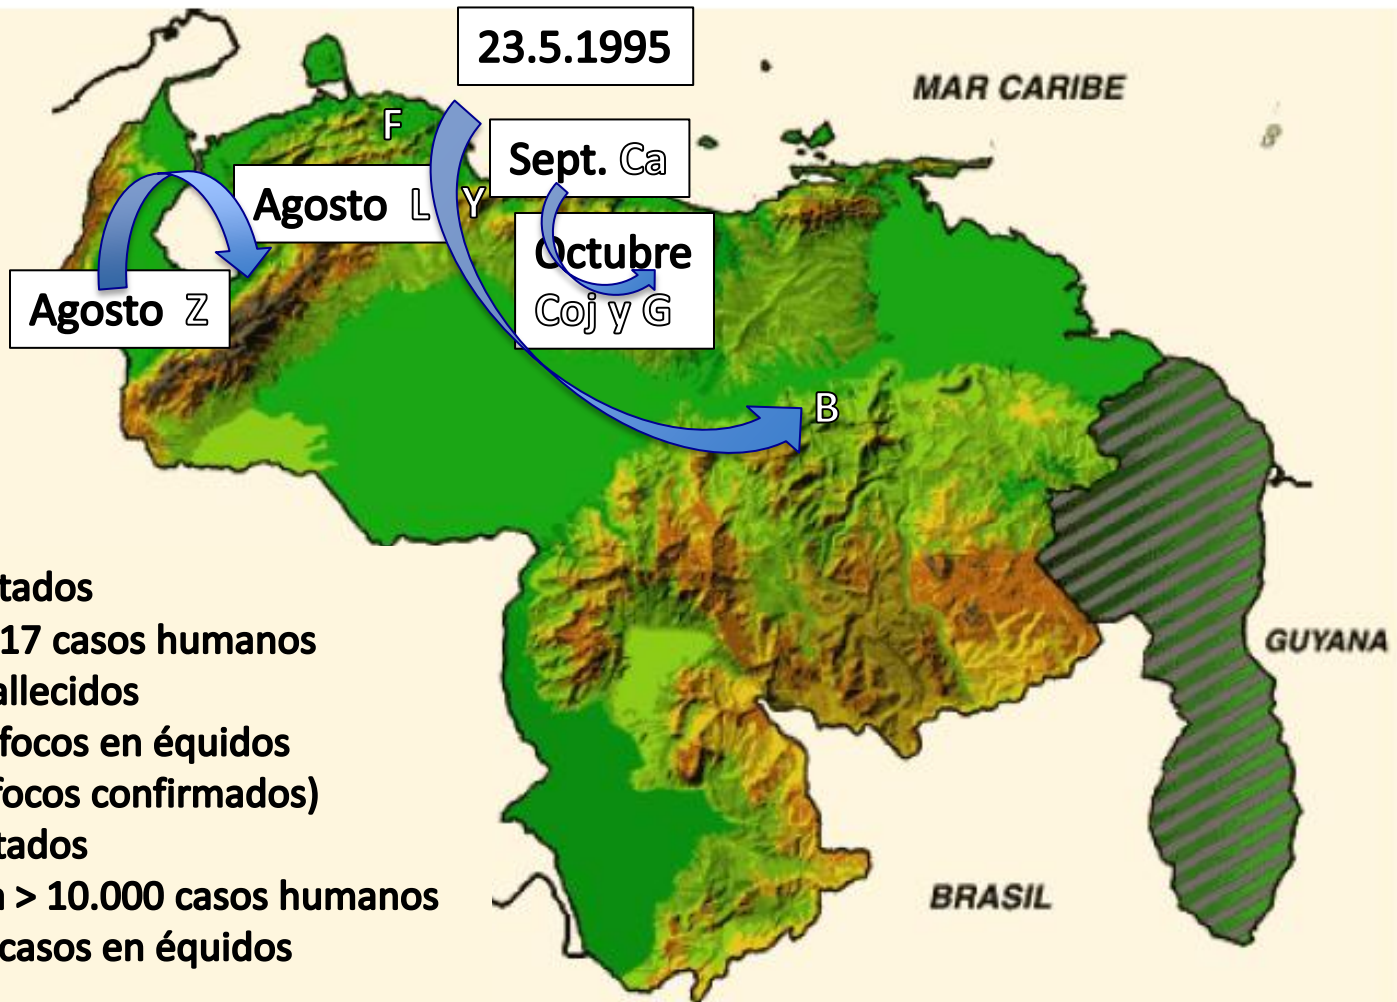 23.5.1995
MAR CARIBE
F
Sept. Ca
Agosto L
Y
Octubre
Coj y G
Agosto Z
B
tados
17 casos humanos
allecidos
focos en équidos
focos confirmados)
tados
> 10.000 casos humanos
casos en équidos
GUYANA
BRASIL